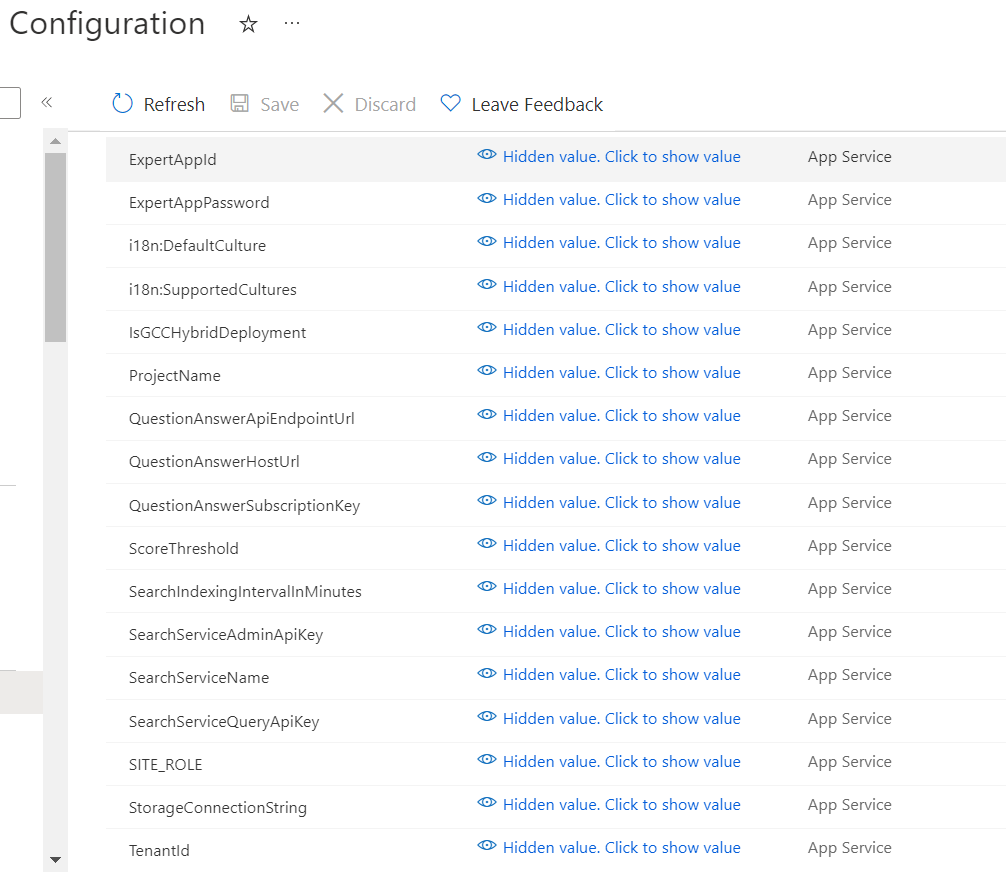 Configuration
Refresh Save Discard Leave Feedback
ExpertAppId Hidden value. Click to show value App Service
ExpertAppPassword Hidden value. Click to show value App Service
i18n:DefaultCulture Hidden value. Click to show value App Service
i18n:SupportedCultures Hidden value. Click to show value App Service
IsGCCHybridDeployment Hidden value. Click to show value App Service
ProjectName Hidden value. Click to show value App Service
QuestionAnswerApiEndpointUrl Hidden value. Click to show value App Service
QuestionAnswerHostUrl Hidden value. Click to show value App Service
QuestionAnswerSubscriptionKey Hidden value. Click to show value App Service
ScoreThreshold Hidden value. Click to show value App Service
SearchIndexingIntervalInMinutes Hidden value. Click to show value App Service
SearchServiceAdminApiKey Hidden value. Click to show value App Service
SearchServiceName Hidden value. Click to show value App Service
SearchServiceQueryApiKey Hidden value. Click to show value App Service
SITE_ROLE Hidden value. Click to show value App Service
StorageConnectionString Hidden value. Click to show value App Service
TenantId Hidden value. Click to show value App Service